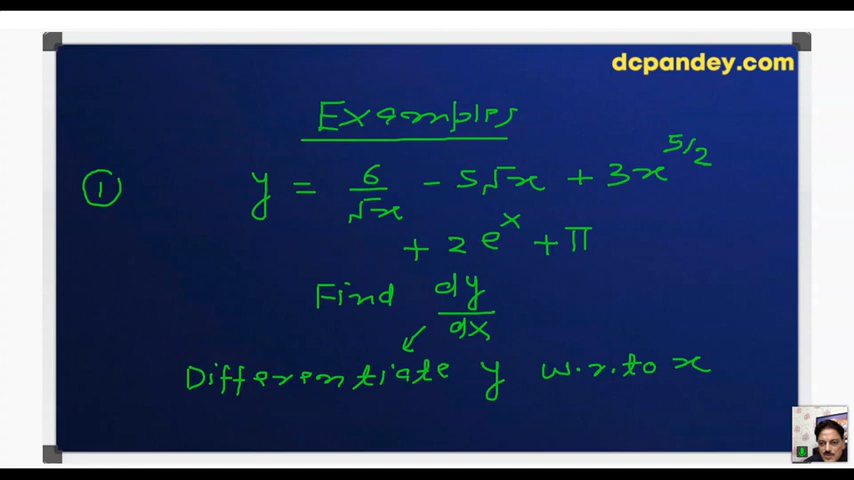 dcpandey.com
Examples
① y = 6/√x - 5√x + 3x^5/2
+ 2e^x + π
Find dy/dx
Differentiate y w.r.to x